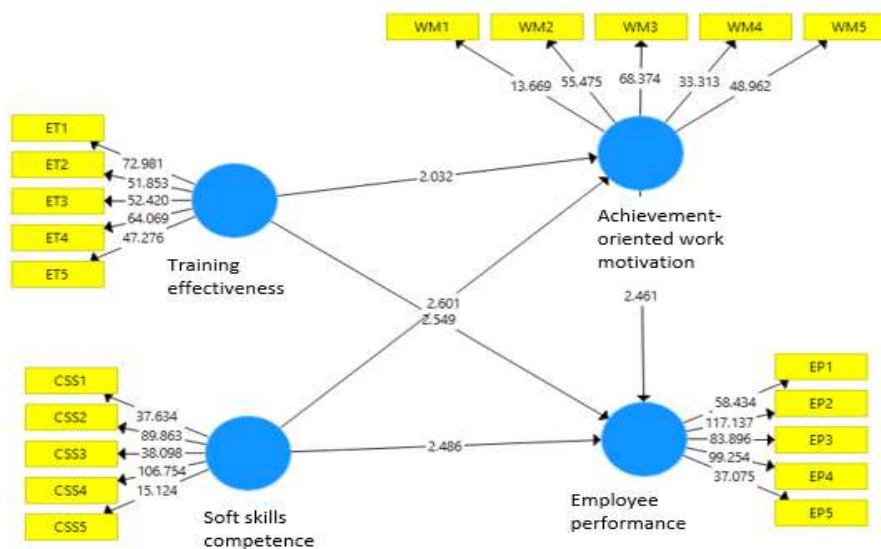 WM1 WM2 WM3 WM4 WM5
13.669 55.475 68.374 33.313 48.962
ET1
72.981
ET2
51.853
ET3
52.420
ET4
64.069
ET5
47.276
Training
effectiveness
2.032
Achievement-
oriented work
motivation
2.601
2.549
2.461
CSS1
37.634
CSS2
89.863
CSS3
38.098
CSS4
106.754
CSS5
15.124
Soft skills
competence
2.486
EP1
58.434
EP2
117.137
EP3
83.896
EP4
99.254
EP5
37.075
Employee
performance